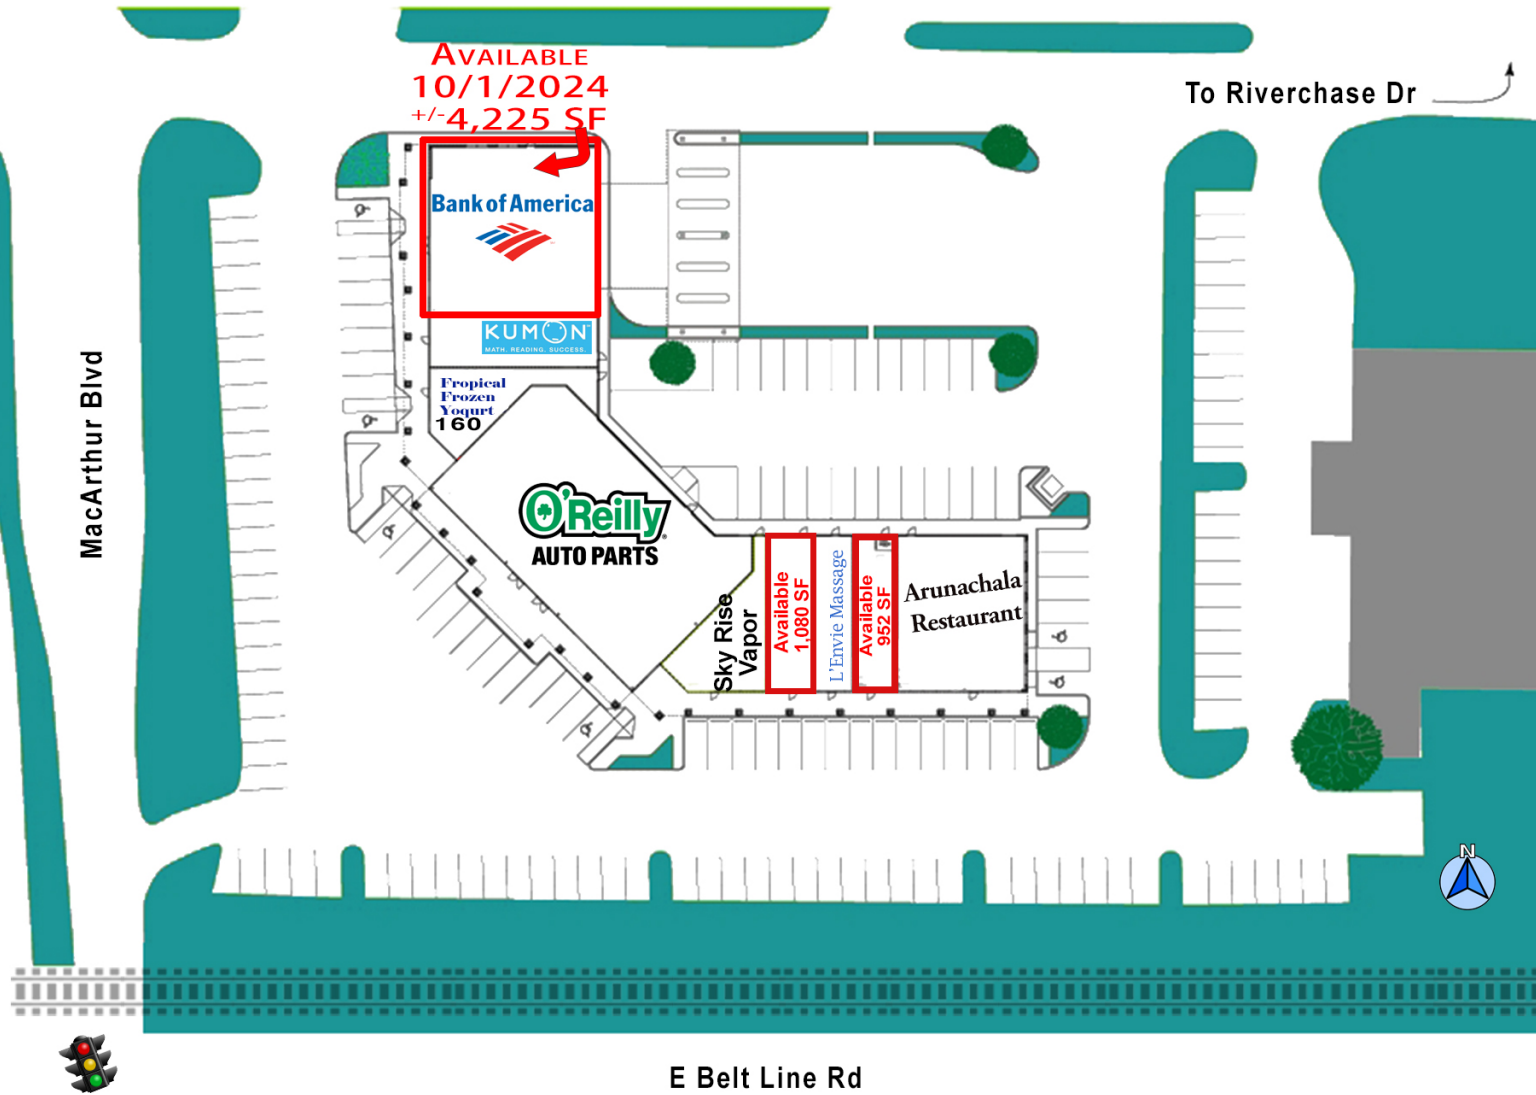 AVAILABLE
10/1/2024
+/-4,225 SF
To Riverchase Dr
Bank of America
KUMON
MATH. READING. SUCCESS.
Fropical
Frozen
Yoqurt
160
MacArthur Blvd
O'Reilly
AUTO PARTS
Sky Rise
Vapor
Available
1,080 SF
L'Envie Massage
Available
952 SF
Arunachala
Restaurant
N
E Belt Line Rd